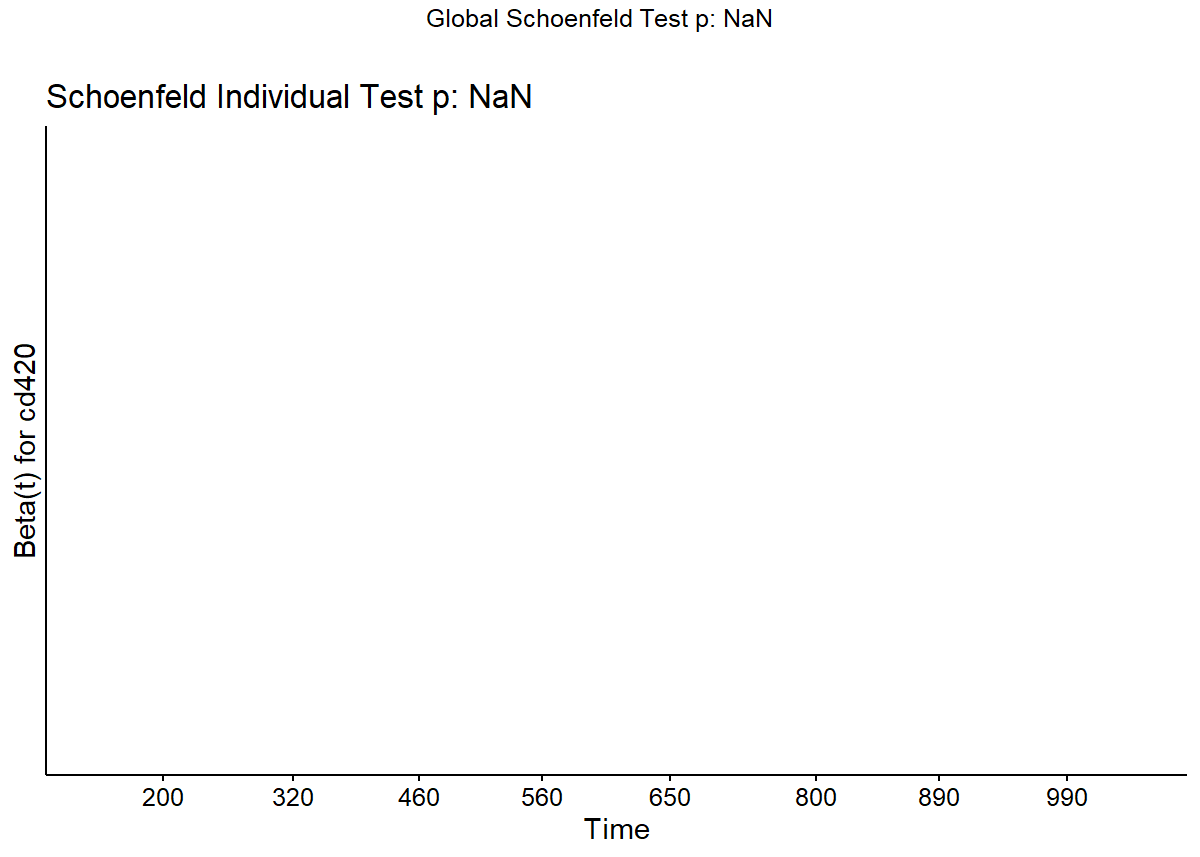 Global Schoenfeld Test p: NaN
Schoenfeld Individual Test p: NaN
Beta(t) for cd420
200 320 460 560 650 800 890 990
Time